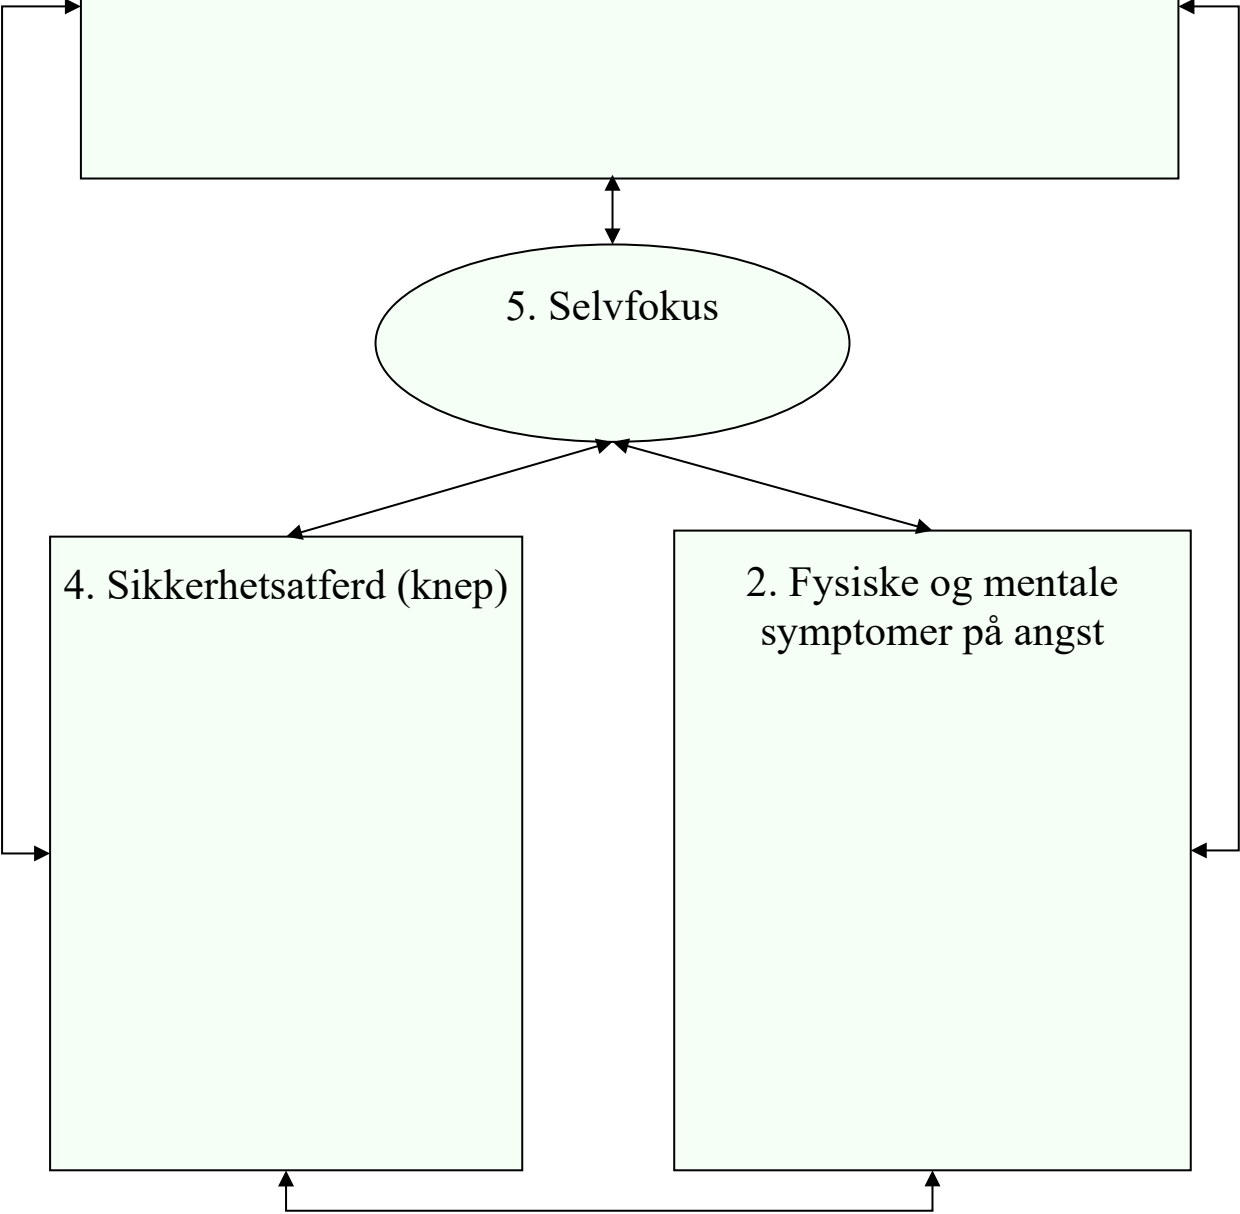 5. Selvfokus
4. Sikkerhetsatferd (knep)
2. Fysiske og mentale
symptomer på angst